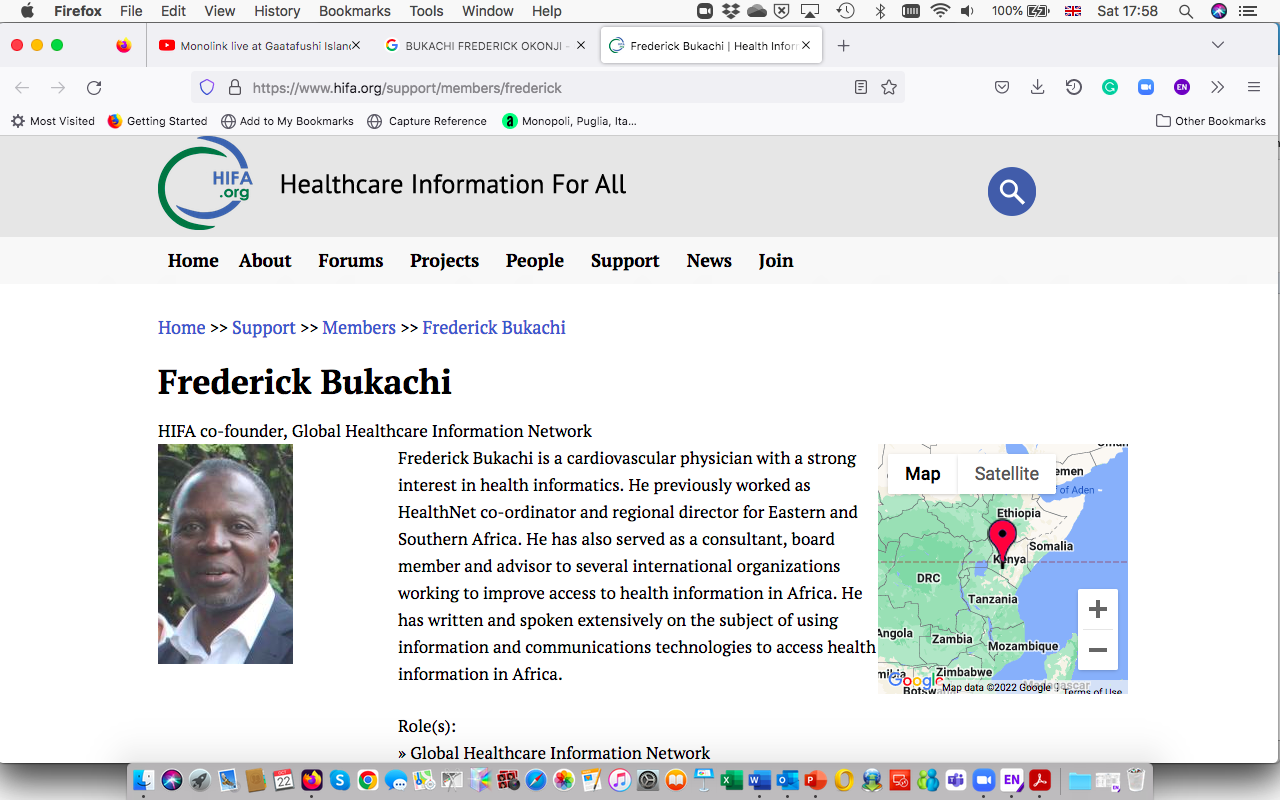 Firefox File Edit View History Bookmarks Tools Window Help 100% Sat 17:58
Monolink live at Gaatafushi Islan
BUKACHI FREDERICK OKONJI -
Frederick Bukachi | Health Infor
https://www.hifa.org/support/members/frederick
EN
Most Visited Getting Started Add to My Bookmarks Capture Reference Monopoli, Puglia, Ita... Other Bookmarks
HIFA
.org
Healthcare Information For All
Home About Forums Projects People Support News Join
Home >> Support >> Members >> Frederick Bukachi
Frederick Bukachi
HIFA co-founder, Global Healthcare Information Network
Frederick Bukachi is a cardiovascular physician with a strong
interest in health informatics. He previously worked as
HealthNet co-ordinator and regional director for Eastern and
Southern Africa. He has also served as a consultant, board
member and advisor to several international organizations
working to improve access to health information in Africa. He
has written and spoken extensively on the subject of using
information and communications technologies to access health
information in Africa.
Role(s):
» Global Healthcare Information Network
Map Satellite
emen
of Aden
Ethiopia
Somalia
Kenya
DRC
Tanzania
Angola
Zambia
Mozambique
Zimbabwe
Madagascar
Botsw
Google
Map data ©2022 Google
Terms of Use
22
EN